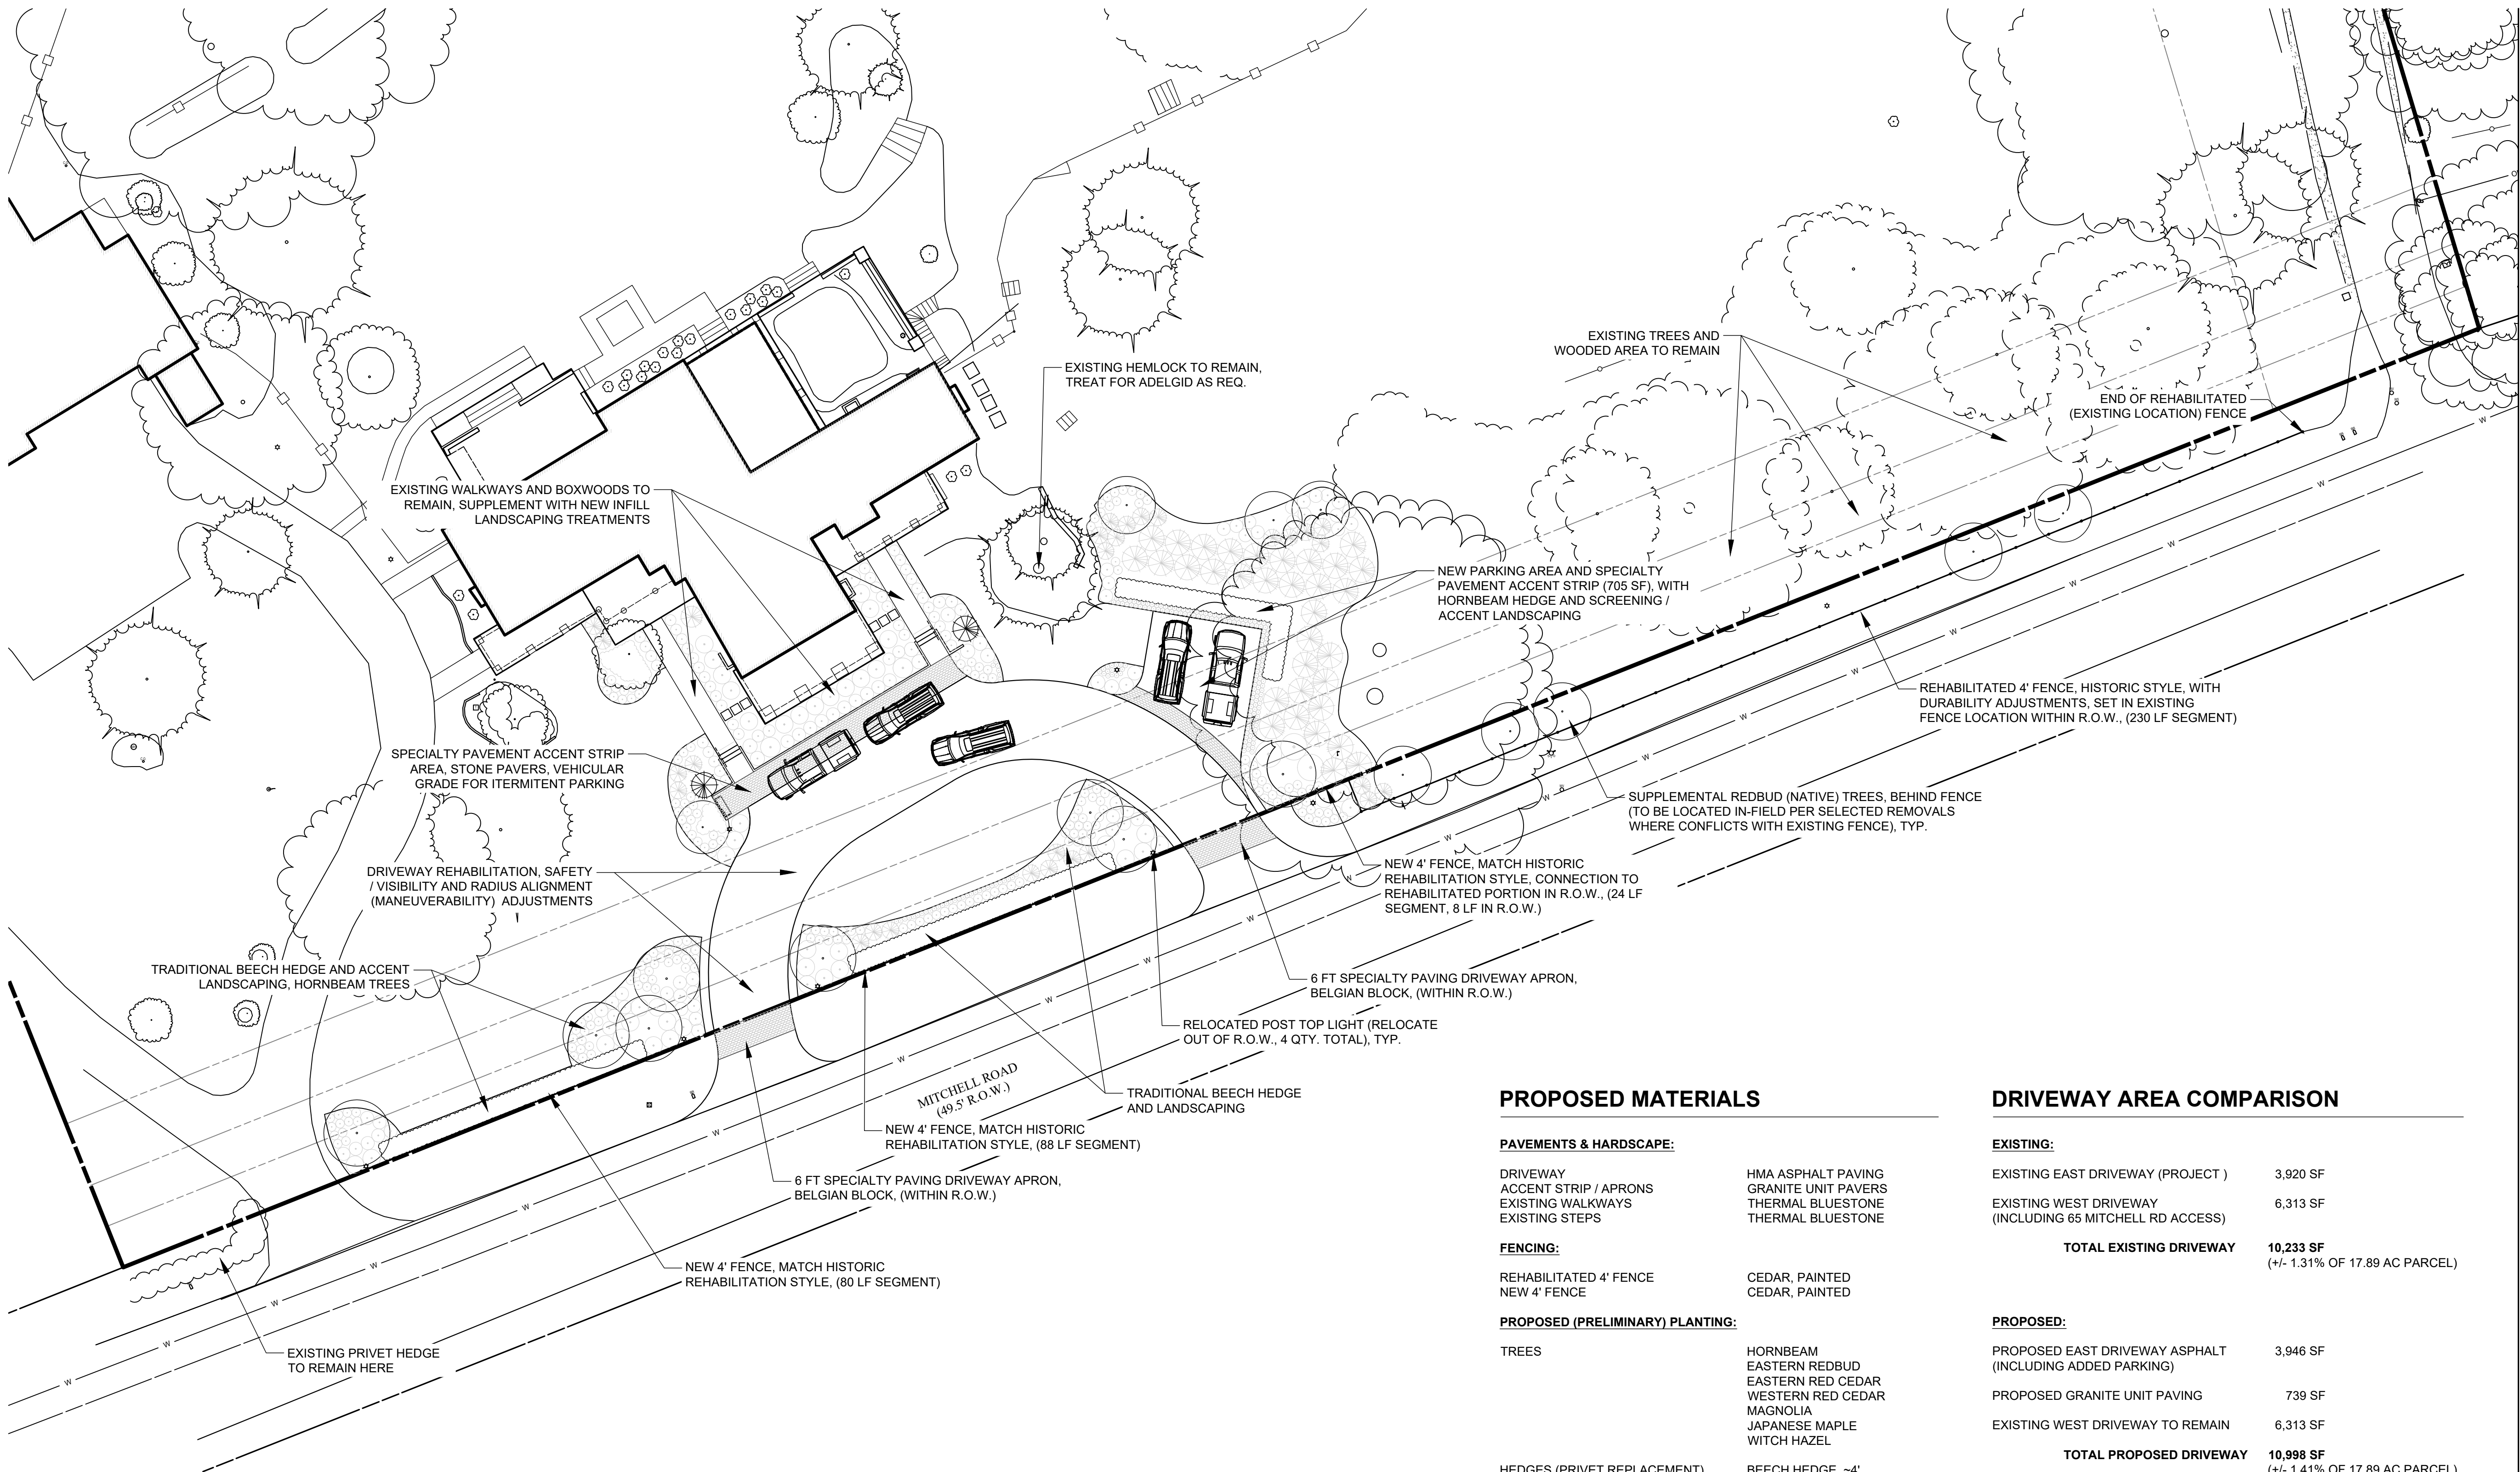 EXISTING TREES AND
WOODED AREA TO REMAIN
EXISTING HEMLOCK TO REMAIN,
TREAT FOR ADELGID AS REQ.
END OF REHABILITATED
(EXISTING LOCATION) FENCE
EXISTING WALKWAYS AND BOXWOODS TO
REMAIN, SUPPLEMENT WITH NEW INFILL
LANDSCAPING TREATMENTS
NEW PARKING AREA AND SPECIALTY
PAVEMENT ACCENT STRIP (705 SF), WITH
HORNBEAM HEDGE AND SCREENING /
ACCENT LANDSCAPING
REHABILITATED 4' FENCE, HISTORIC STYLE, WITH
DURABILITY ADJUSTMENTS, SET IN EXISTING
FENCE LOCATION WITHIN R.O.W., (230 LF SEGMENT)
SPECIALTY PAVEMENT ACCENT STRIP
AREA, STONE PAVERS, VEHICULAR
GRADE FOR ITERMITENT PARKING
SUPPLEMENTAL REDBUD (NATIVE) TREES, BEHIND FENCE
(TO BE LOCATED IN-FIELD PER SELECTED REMOVALS
WHERE CONFLICTS WITH EXISTING FENCE), TYP.
DRIVEWAY REHABILITATION, SAFETY
/ VISIBILITY AND RADIUS ALIGNMENT
(MANEUVERABILITY) ADJUSTMENTS
NEW 4' FENCE, MATCH HISTORIC
REHABILITATION STYLE, CONNECTION TO
REHABILITATED PORTION IN R.O.W., (24 LF
SEGMENT, 8 LF IN R.O.W.)
TRADITIONAL BEECH HEDGE AND ACCENT
LANDSCAPING, HORNBEAM TREES
6 FT SPECIALTY PAVING DRIVEWAY APRON,
BELGIAN BLOCK, (WITHIN R.O.W.)
RELOCATED POST TOP LIGHT (RELOCATE
OUT OF R.O.W., 4 QTY. TOTAL), TYP.
MITCHELL ROAD
(49.5' R.O.W.)
TRADITIONAL BEECH HEDGE
AND LANDSCAPING
NEW 4' FENCE, MATCH HISTORIC
REHABILITATION STYLE, (88 LF SEGMENT)
6 FT SPECIALTY PAVING DRIVEWAY APRON,
BELGIAN BLOCK, (WITHIN R.O.W.)
NEW 4' FENCE, MATCH HISTORIC
REHABILITATION STYLE, (80 LF SEGMENT)
EXISTING PRIVET HEDGE
TO REMAIN HERE
W W W W W W W W W W W W W W W W W W W
PROPOSED MATERIALS
PAVEMENTS & HARDSCAPE:
DRIVEWAY HMA ASPHALT PAVING
ACCENT STRIP / APRONS GRANITE UNIT PAVERS
EXISTING WALKWAYS THERMAL BLUESTONE
EXISTING STEPS THERMAL BLUESTONE
FENCING:
REHABILITATED 4' FENCE CEDAR, PAINTED
NEW 4' FENCE CEDAR, PAINTED
PROPOSED (PRELIMINARY) PLANTING:
TREES HORNBEAM
EASTERN REDBUD
EASTERN RED CEDAR
WESTERN RED CEDAR
MAGNOLIA
JAPANESE MAPLE
WITCH HAZEL
HEDGES (PRIVET REPLACEMENT) BEECH HEDGE, ~4'
DRIVEWAY AREA COMPARISON
EXISTING:
EXISTING EAST DRIVEWAY (PROJECT ) 3,920 SF
EXISTING WEST DRIVEWAY 6,313 SF
(INCLUDING 65 MITCHELL RD ACCESS)
TOTAL EXISTING DRIVEWAY 10,233 SF
(+/- 1.31% OF 17.89 AC PARCEL)
PROPOSED:
PROPOSED EAST DRIVEWAY ASPHALT 3,946 SF
(INCLUDING ADDED PARKING)
PROPOSED GRANITE UNIT PAVING 739 SF
EXISTING WEST DRIVEWAY TO REMAIN 6,313 SF
TOTAL PROPOSED DRIVEWAY 10,998 SF
(+/- 1.41% OF 17.89 AC PARCEL)